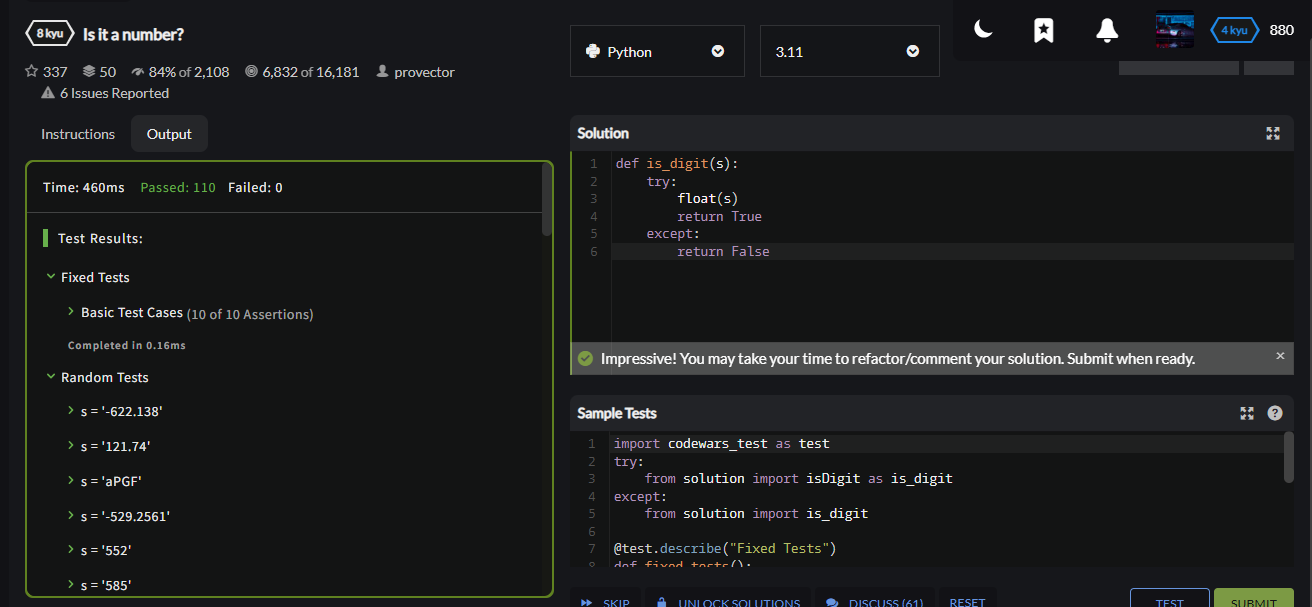 8 kyu Is it a number?
337 50 84% of 2,108 6,832 of 16,181 provector
6 Issues Reported
Python
3.11
4 kyu 880
Instructions Output
Time: 460ms Passed: 110 Failed: 0
Test Results:
Fixed Tests
Basic Test Cases (10 of 10 Assertions)
Completed in 0.16ms
Random Tests
s = '-622.138'
s = '121.74'
s = 'aPGF'
s = '-529.2561'
s = '552'
s = '585'
Solution
1 def is_digit(s):
2     try:
3         float(s)
4         return True
5     except:
6         return False
Impressive! You may take your time to refactor/comment your solution. Submit when ready.
Sample Tests
1 import codewars_test as test
2 try:
3     from solution import isDigit as is_digit
4 except:
5     from solution import is_digit
6
7 @test.describe("Fixed Tests")
8 def fixed_tests():
SKIP UNLOCK SOLUTIONS DISCUSS (61) RESET TEST SUBMIT